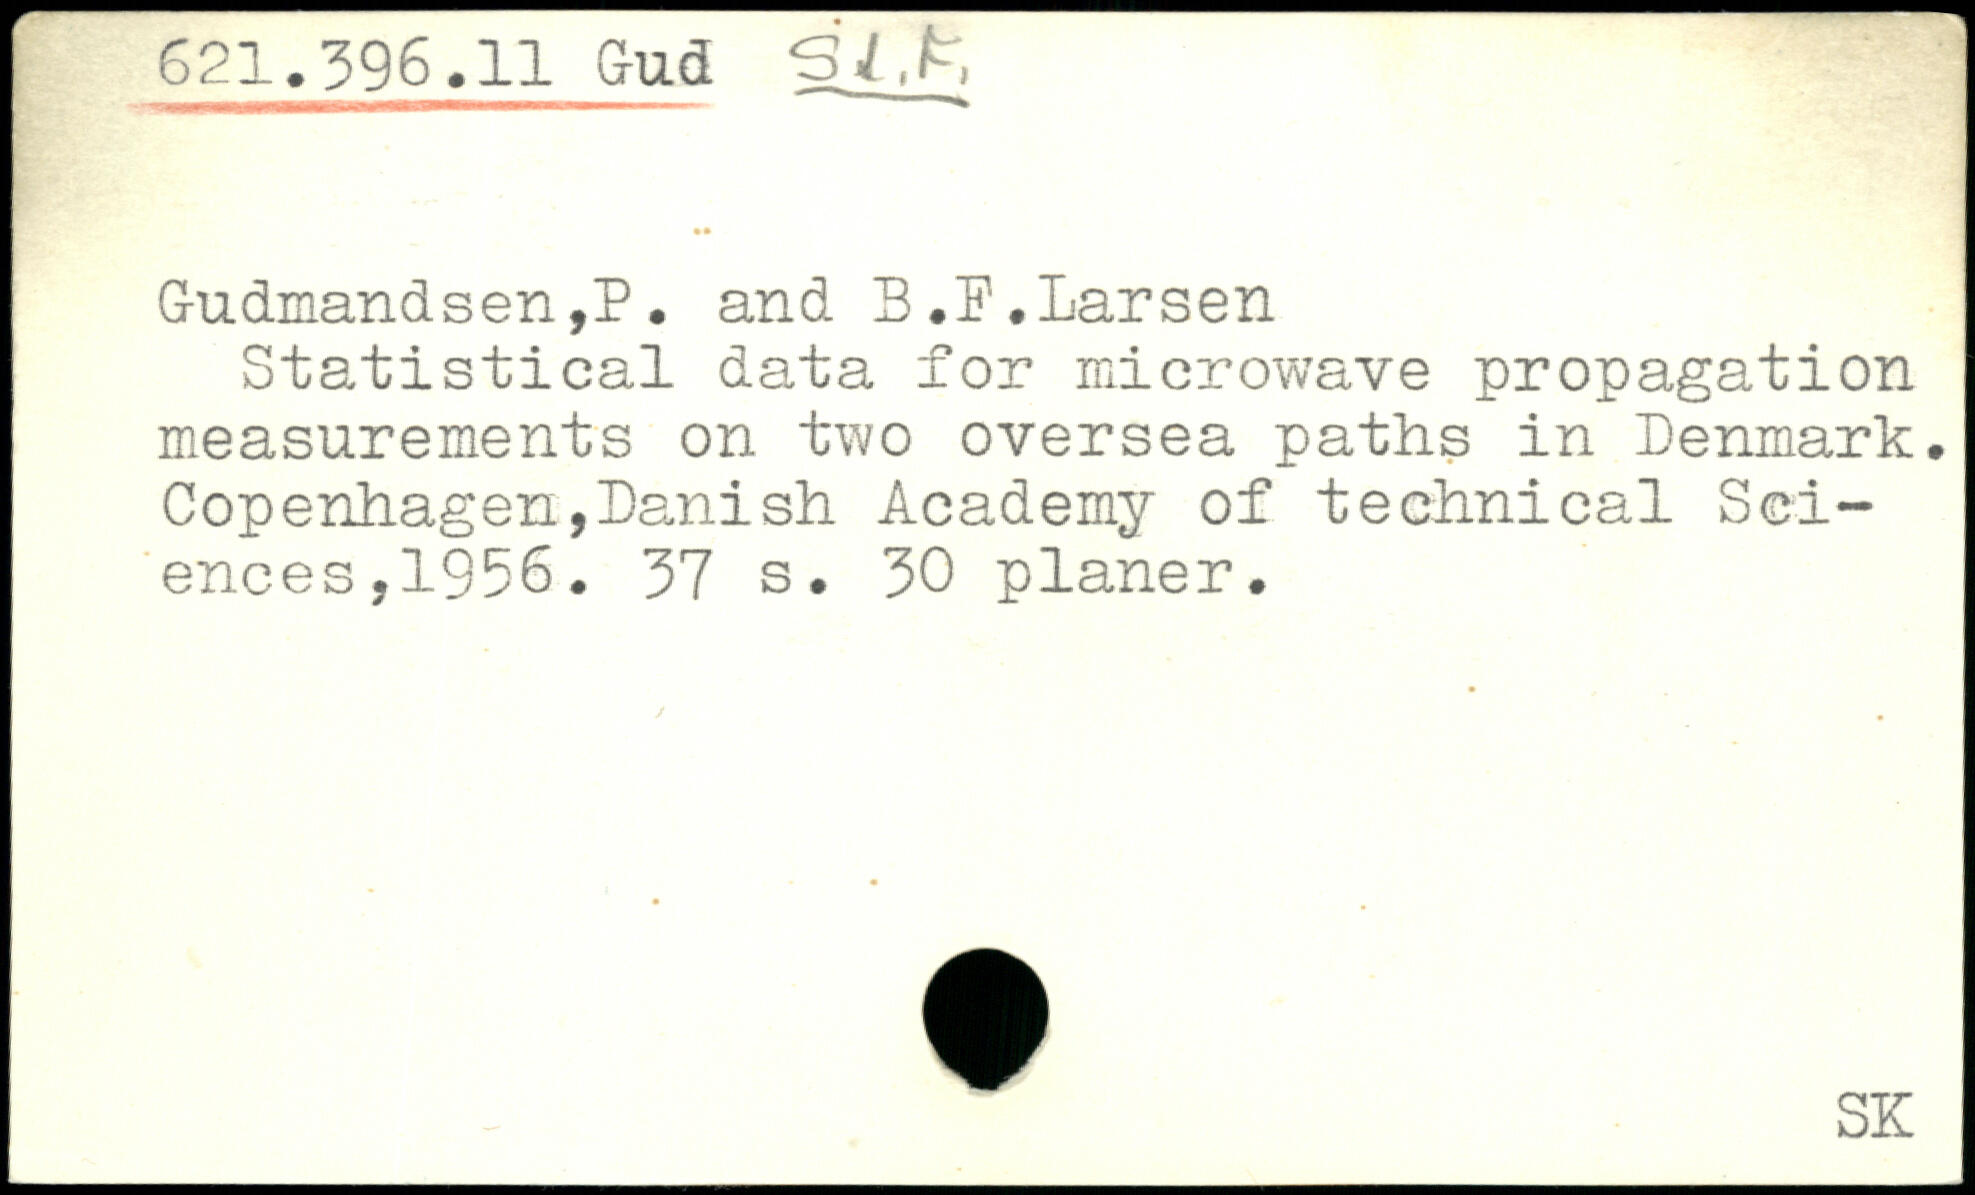 621.396.11 Gud
Gudmandsen,P. and B.F.Larsen
Statistical data for microwave propagation
measurements on two oversea paths in Denmark.
Copenhagen,Danish Academy of technical Sci-
ences,1956. 37 s. 30 planer.
SK